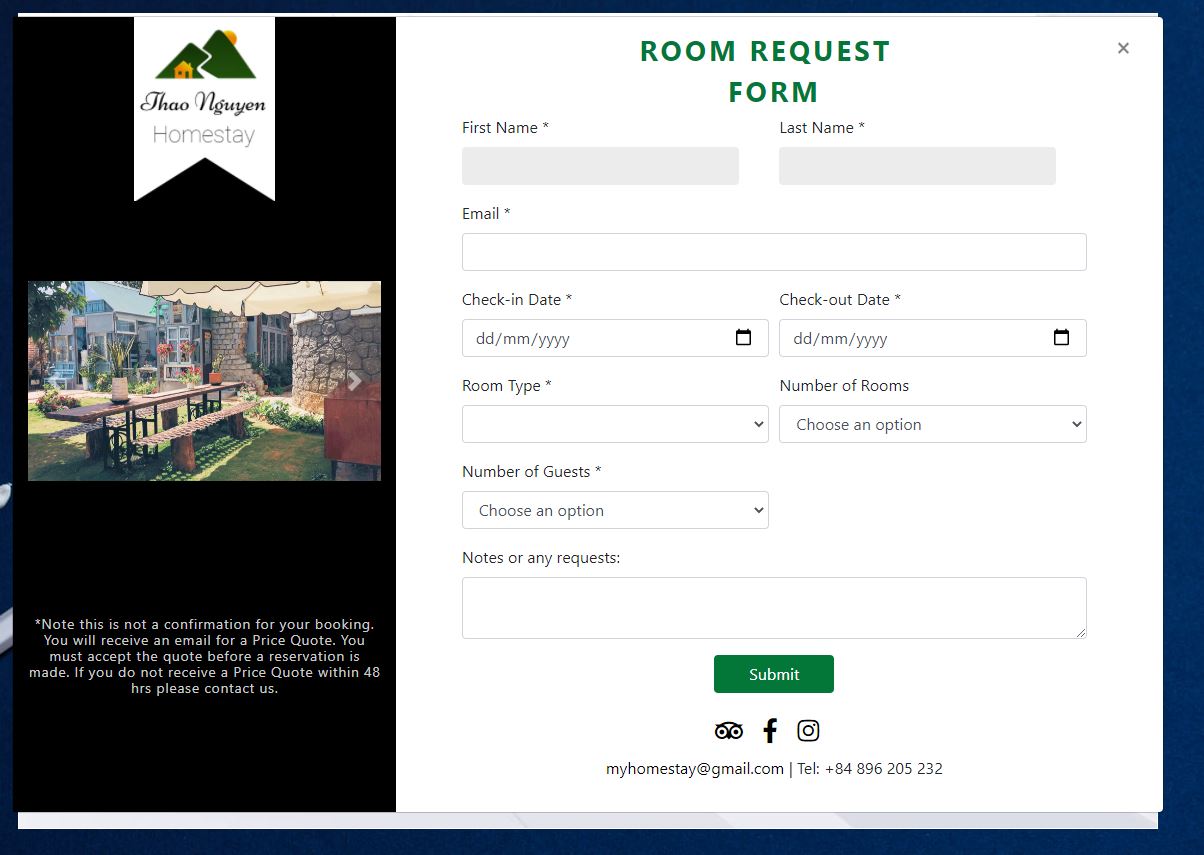 Thao Nguyen
Homestay
*Note this is not a confirmation for your booking.
You will receive an email for a Price Quote. You
must accept the quote before a reservation is
made. If you do not receive a Price Quote within 48
hrs please contact us.
ROOM REQUEST
FORM
×
First Name * Last Name *
Email *
Check-in Date * Check-out Date *
dd/mm/yyyy dd/mm/yyyy
Room Type * Number of Rooms
Choose an option
Number of Guests *
Choose an option
Notes or any requests:
Submit
myhomestay@gmail.com | Tel: +84 896 205 232